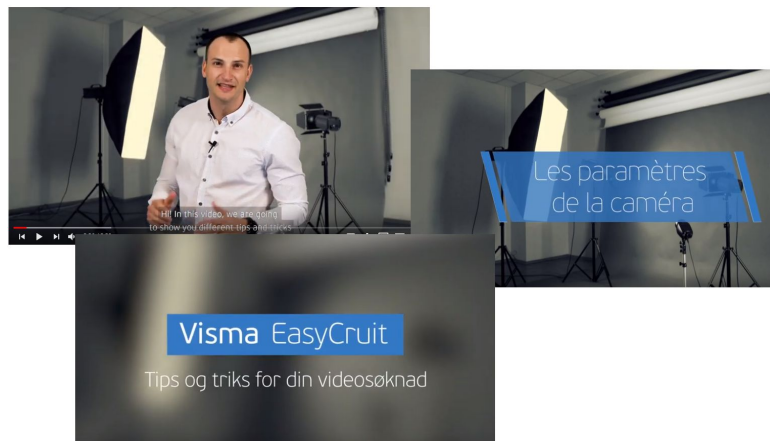 Hi! In this video, we are going
to show you different tips and tricks
Les paramètres
de la caméra
Visma EasyCruit
Tips og triks for din videosøknad